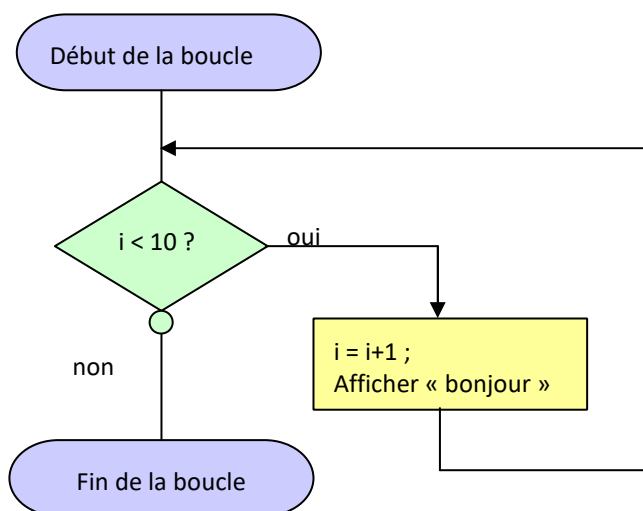 Début de la boucle
i < 10 ?
oui
i = i+1 ;
Afficher « bonjour »
non
Fin de la boucle